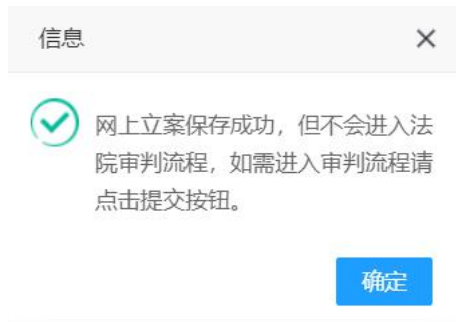 信息
网上立案保存成功，但不会进入法
院审判流程，如需进入审判流程请
点击提交按钮。
确定